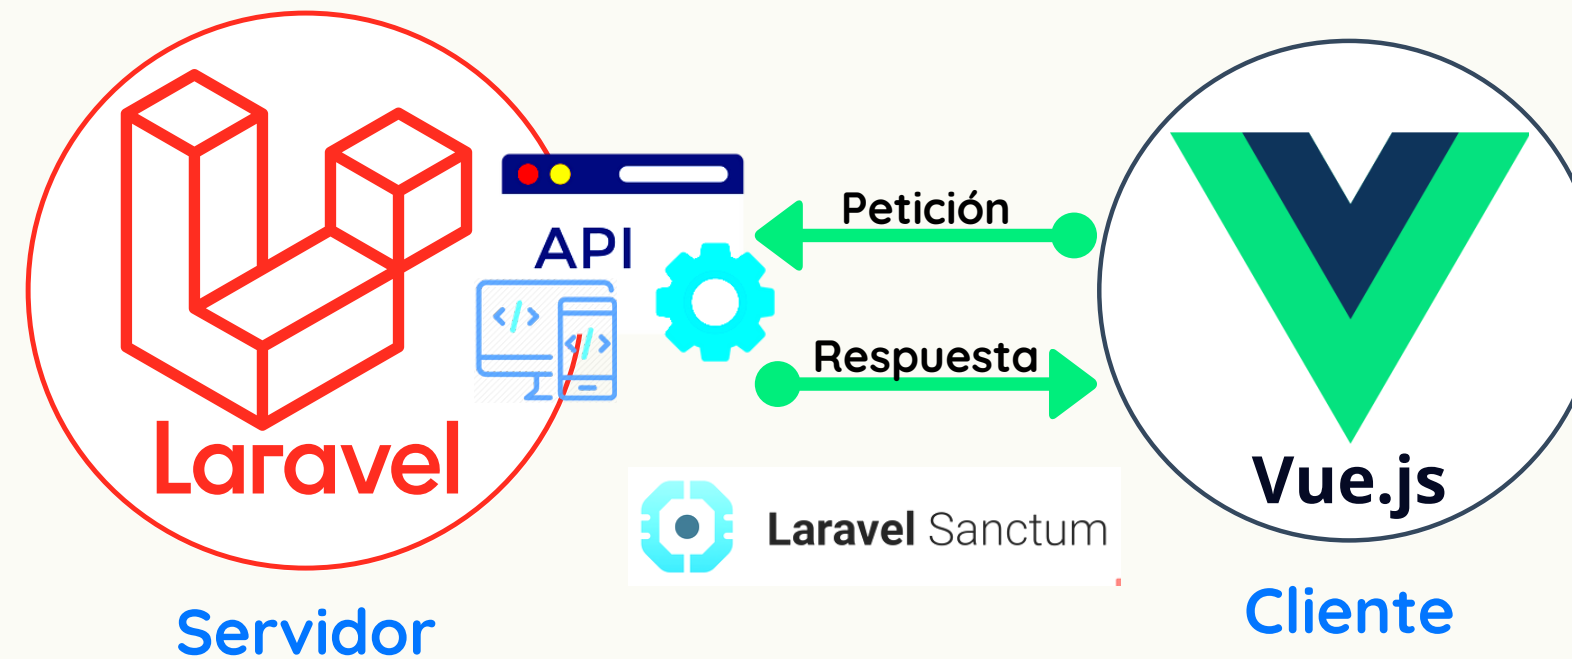 Laravel
Servidor
API
</>
</>
Petición
Respuesta
Laravel Sanctum
Vue.js
Cliente